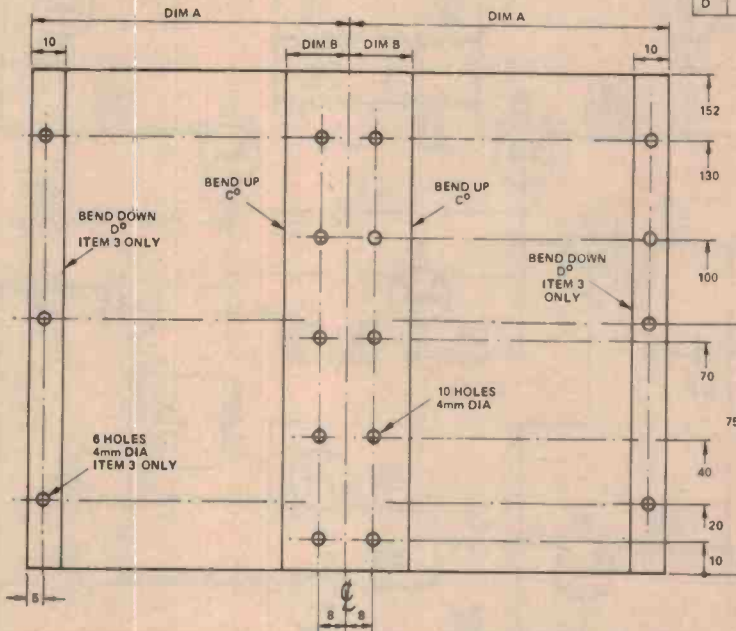 DIM A
DIM A
D
10
DIM B
DIM B
10
152
130
BEND UP
C°
BEND UP
C°
BEND DOWN
D°
ITEM 3 ONLY
BEND DOWN
D°
ITEM 3
ONLY
100
70
10 HOLES
4mm DIA
75
6 HOLES
4mm DIA
ITEM 3 ONLY
40
20
10
5
8
8